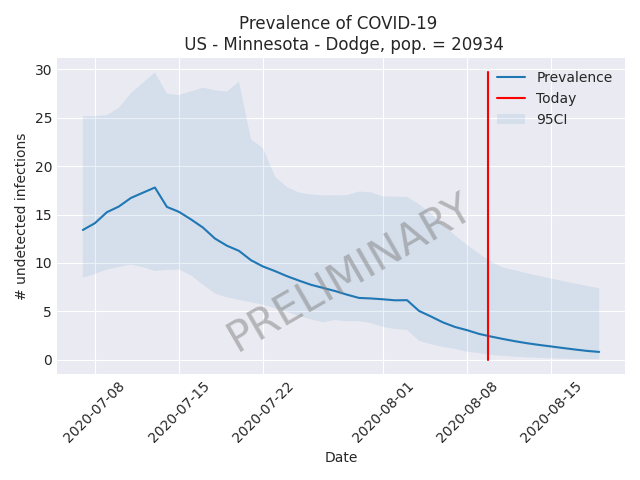 Prevalence of COVID-19
US - Minnesota - Dodge, pop. = 20934
# undetected infections
30
25
20
15
10
5
0
Prevalence
Today
95CI
PRELIMINARY
2020-07-08
2020-07-15
2020-07-22
2020-08-01
2020-08-08
2020-08-15
Date